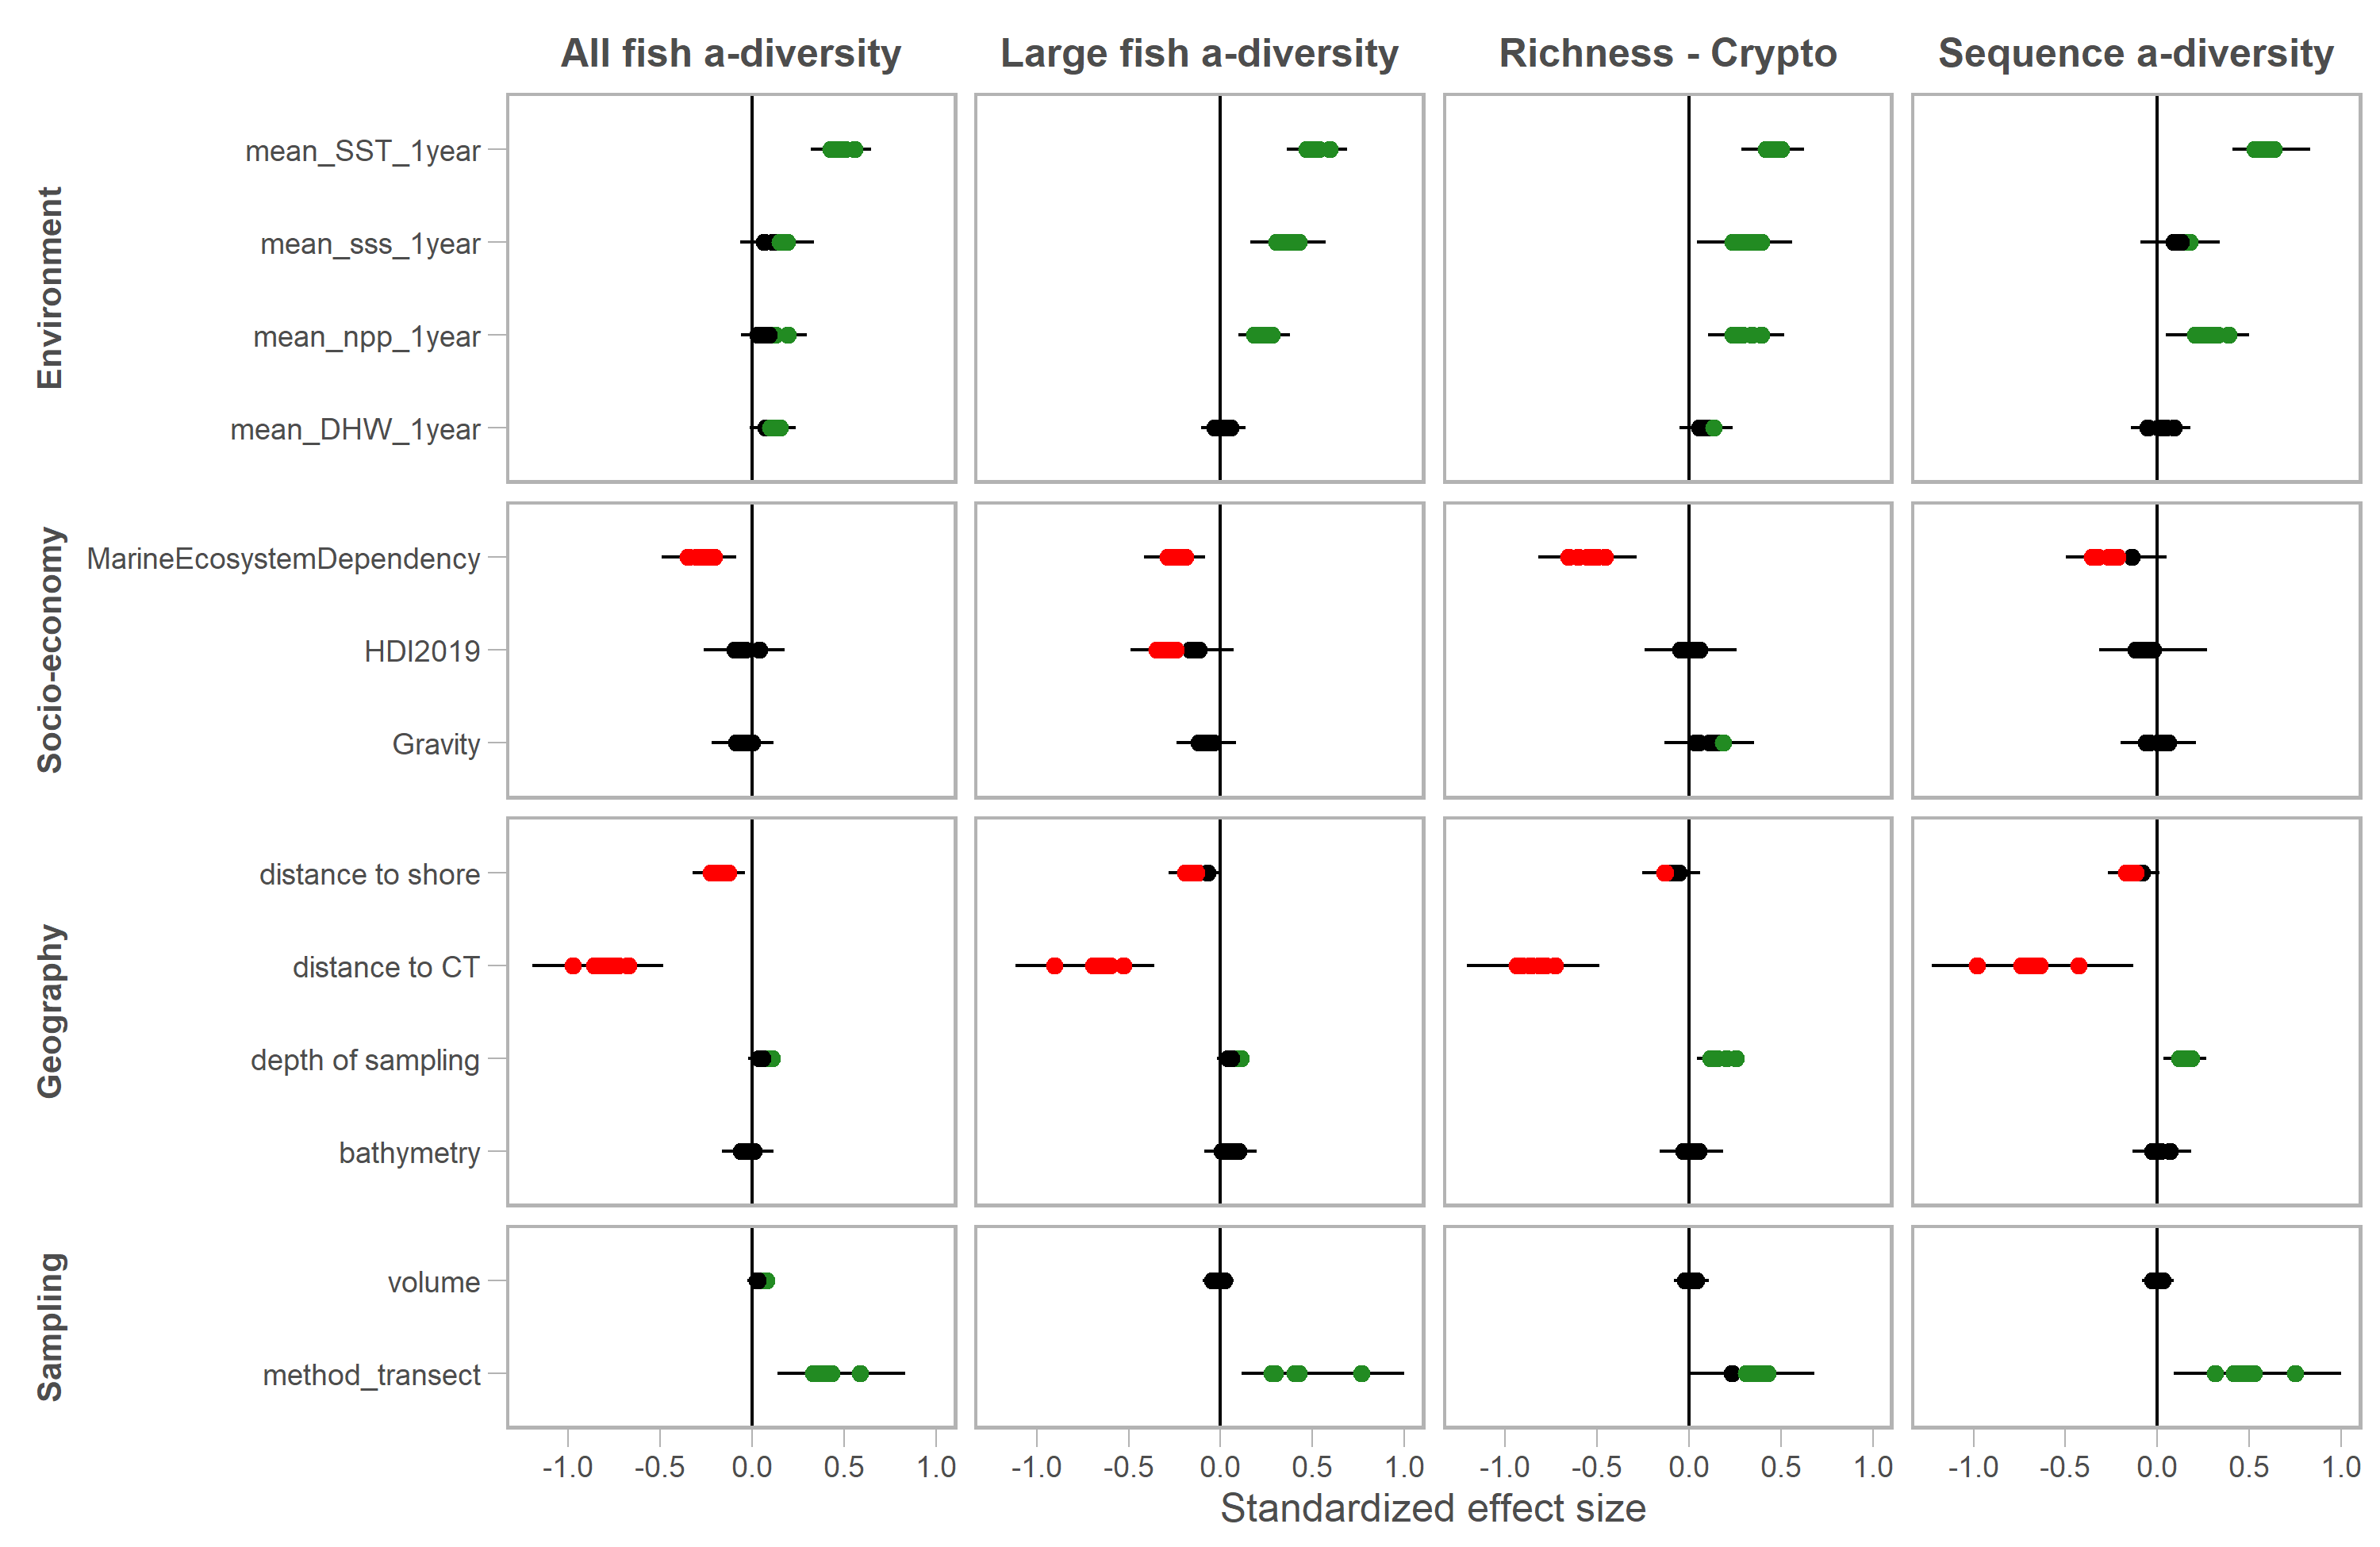 All fish a-diversity
Large fish a-diversity
Richness - Crypto
Sequence a-diversity
Environment
mean_SST_1year
mean_sss_1year
mean_npp_1year
mean_DHW_1year
Socio-economy
MarineEcosystemDependency
HDI2019
Gravity
Geography
distance to shore
distance to CT
depth of sampling
bathymetry
Sampling
volume
method_transect
-1.0 -0.5 0.0 0.5 1.0
-1.0 -0.5 0.0 0.5 1.0
-1.0 -0.5 0.0 0.5 1.0
-1.0 -0.5 0.0 0.5 1.0
Standardized effect size